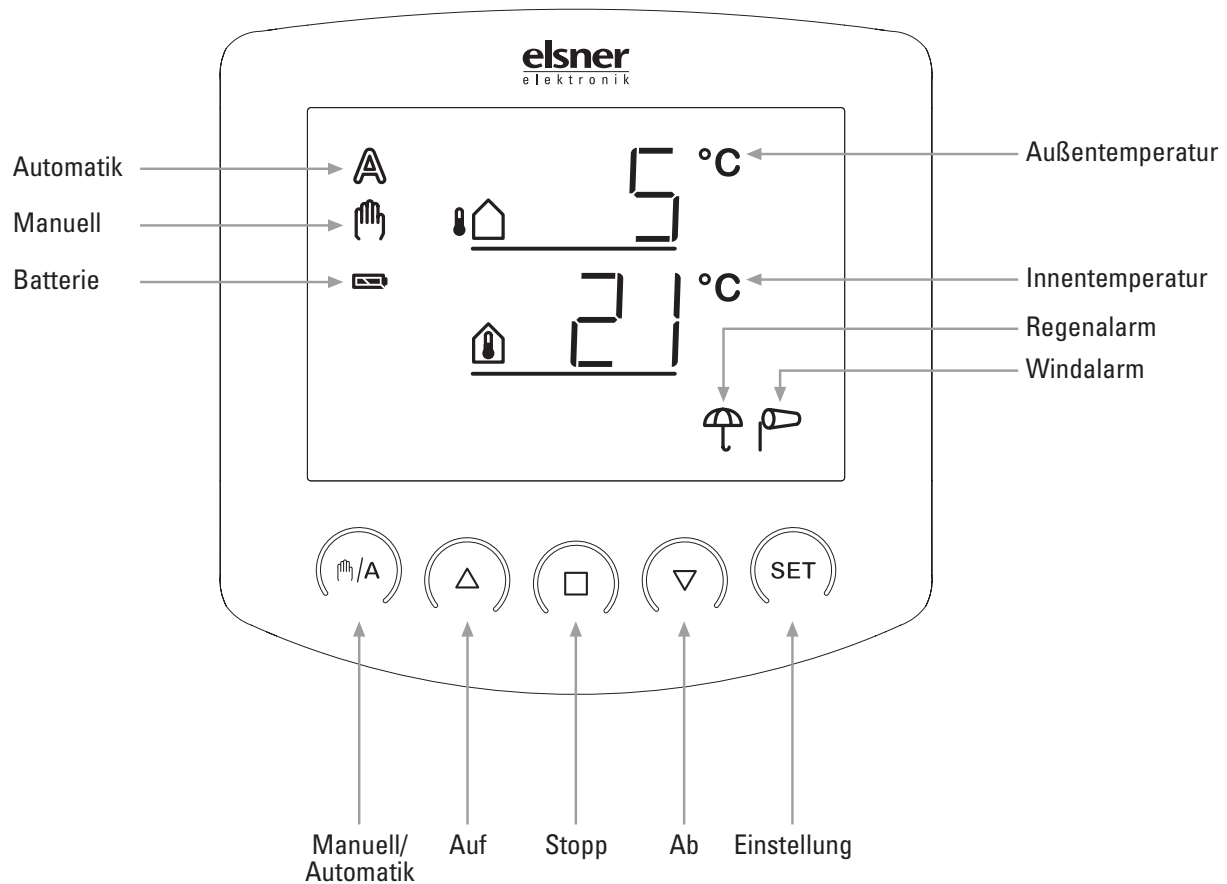 elsner
elektronik
Automatik
A
5 °C
Außentemperatur
Manuell
Batterie
21 °C
Innentemperatur
Regenalarm
Windalarm
/A
SET
Manuell/
Automatik
Auf
Stopp
Ab
Einstellung